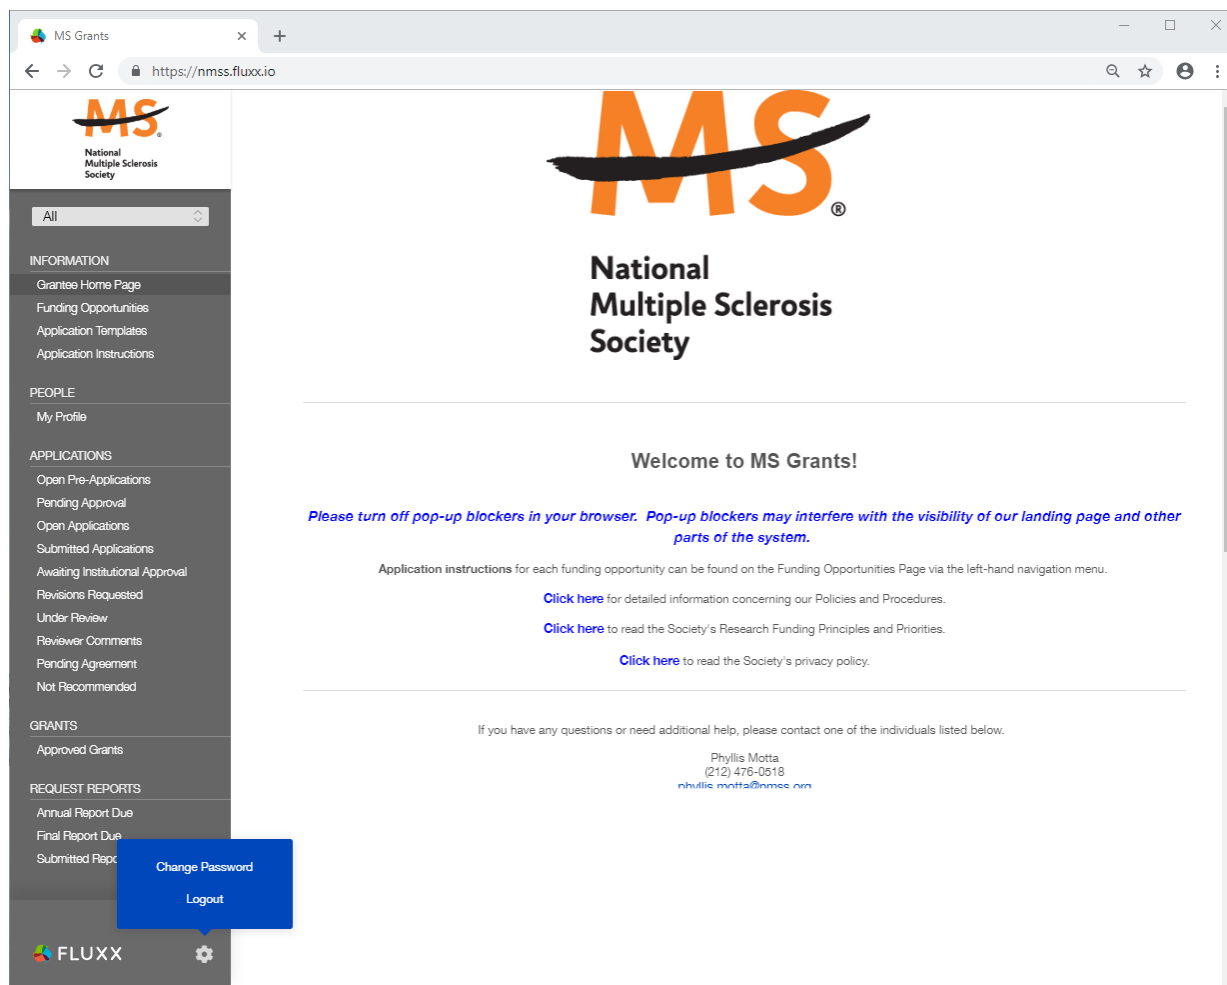 MS Grants
https://nmss.fluxx.io
MS
National
Multiple Sclerosis
Society
All
INFORMATION
Grantee Home Page
Funding Opportunities
Application Templates
Application Instructions
PEOPLE
My Profile
APPLICATIONS
Open Pre-Applications
Pending Approval
Open Applications
Submitted Applications
Awaiting Institutional Approval
Revisions Requested
Under Review
Reviewer Comments
Pending Agreement
Not Recommended
GRANTS
Approved Grants
REQUEST REPORTS
Annual Report Due
Final Report Due
Submitted Repo
Change Password
Logout
FLUXX
MS®
National
Multiple Sclerosis
Society
Welcome to MS Grants!
Please turn off pop-up blockers in your browser. Pop-up blockers may interfere with the visibility of our landing page and other
parts of the system.
Application instructions for each funding opportunity can be found on the Funding Opportunities Page via the left-hand navigation menu.
Click here for detailed information concerning our Policies and Procedures.
Click here to read the Society's Research Funding Principles and Priorities.
Click here to read the Society's privacy policy.
If you have any questions or need additional help, please contact one of the individuals listed below.
Phyllis Motta
(212) 476-0518
phyllis.motta@nmss.org